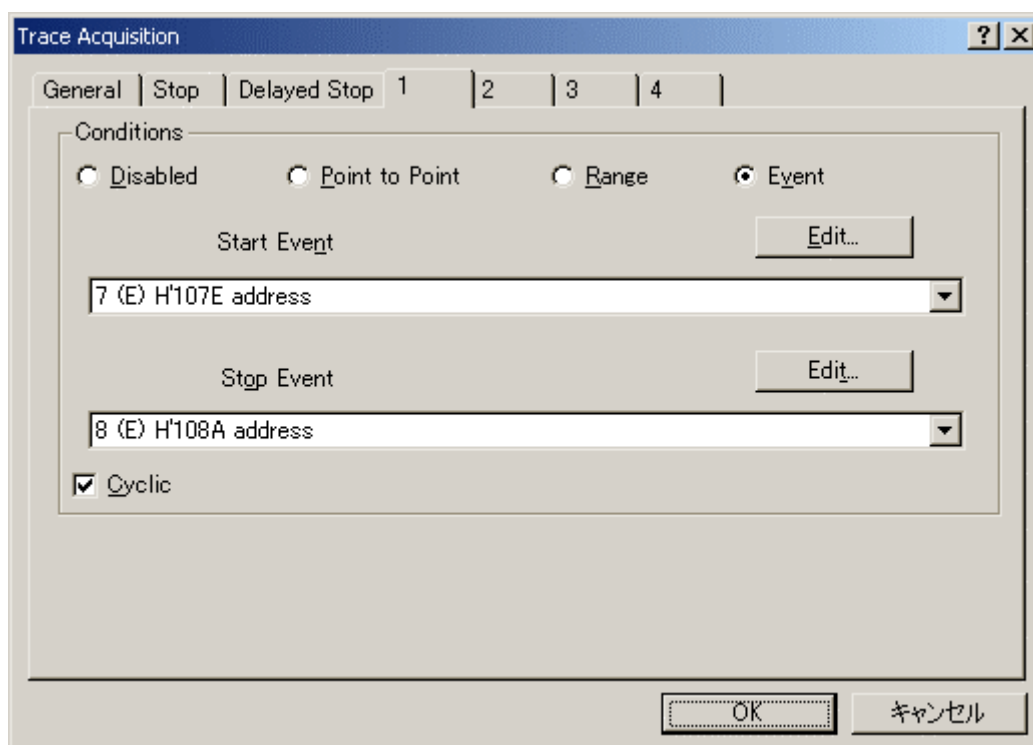 Trace Acquisition
General Stop Delayed Stop 1 2 3 4
Conditions
Disabled Point to Point Range Event
Start Event Edit...
7 (E) H'107E address
Stop Event Edit...
8 (E) H'108A address
Cyclic
OK キャンセル